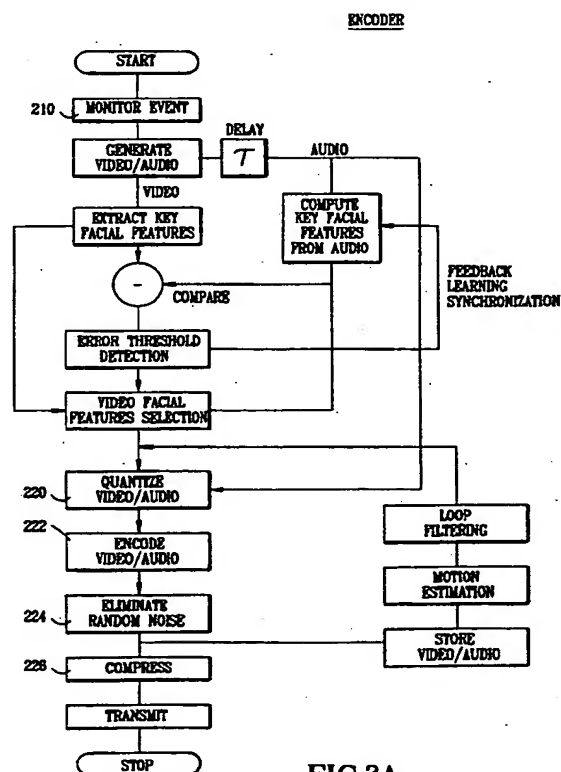 ENCODER
START
210
MONITOR EVENT
GENERATE
VIDEO/AUDIO
DELAY
τ
AUDIO
VIDEO
EXTRACT KEY
FACIAL FEATURES
COMPUTE
KEY FACIAL
FEATURES
FROM AUDIO
-
COMPARE
FEEDBACK
LEARNING
SYNCHRONIZATION
ERROR THRESHOLD
DETECTION
VIDEO FACIAL
FEATURES SELECTION
220
QUANTIZE
VIDEO/AUDIO
222
ENCODE
VIDEO/AUDIO
224
ELIMINATE
RANDOM NOISE
226
COMPRESS
TRANSMIT
STOP
LOOP
FILTERING
MOTION
ESTIMATION
STORE
VIDEO/AUDIO
FIG.3A